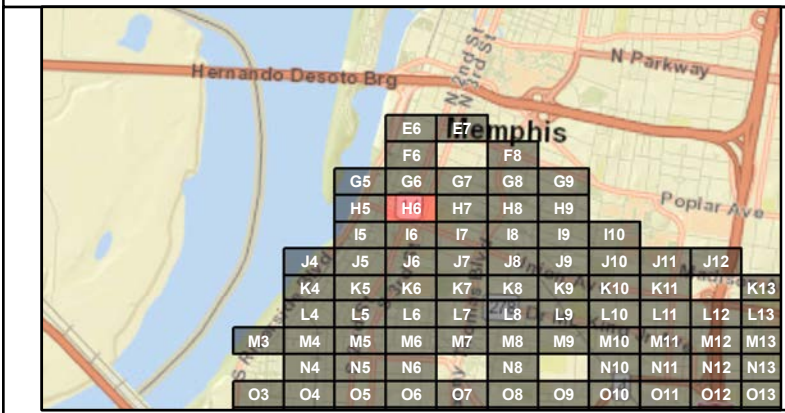 N 2nd St
N 3rd St
N Parkway
Hernando Desoto Brg
Memphis
E6 E7
F6 F8
G5 G6 G7 G8 G9
Poplar Ave
H5 H6 H7 H8 H9
I5 I6 I7 I8 I9 I10
J4 J5 J6 J7 J8 J9 J10 J11 J12
K4 K5 K6 K7 K8 K9 K10 K11 K13
L4 L5 L6 L7 L8 L9 L10 L11 L12 L13
M3 M4 M5 M6 M7 M8 M9 M10 M11 M12 M13
N4 N5 N6 N8 N10 N11 N12 N13
O3 O4 O5 O6 O7 O8 O9 O10 O11 O12 O13